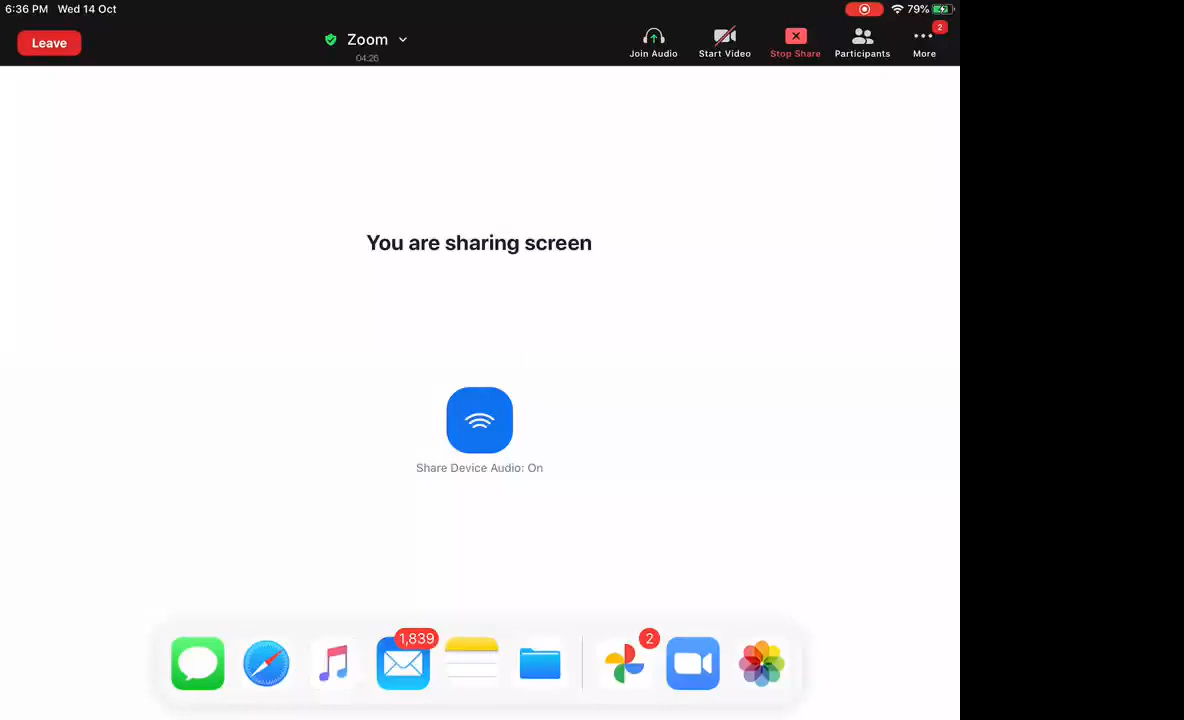 6:36 PM Wed 14 Oct 79%
Leave
Zoom
04:26
Join Audio
Start Video
Stop Share
Participants
More
2
You are sharing screen
Share Device Audio: On
1,839
2